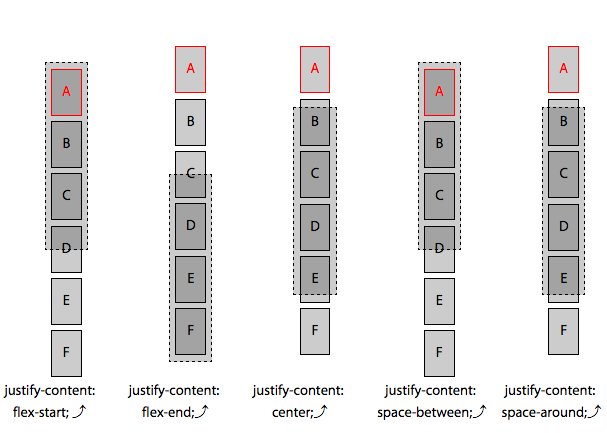 A
B
C
D
E
F
justify-content:
flex-start;⤴
A
B
C
D
E
F
justify-content:
flex-end;⤴
A
B
C
D
E
F
justify-content:
center;⤴
A
B
C
D
E
F
justify-content:
space-between;⤴
A
B
C
D
E
F
justify-content:
space-around;⤴